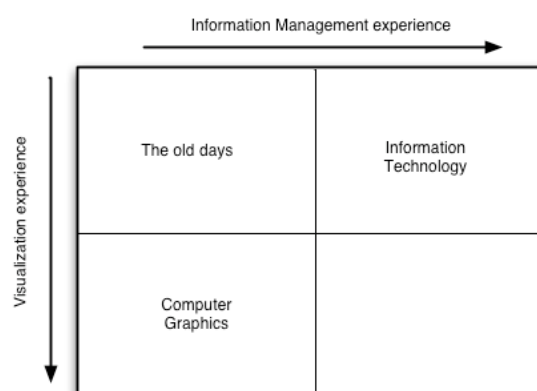 Information Management experience
Visualization experience
The old days
Information
Technology
Computer
Graphics